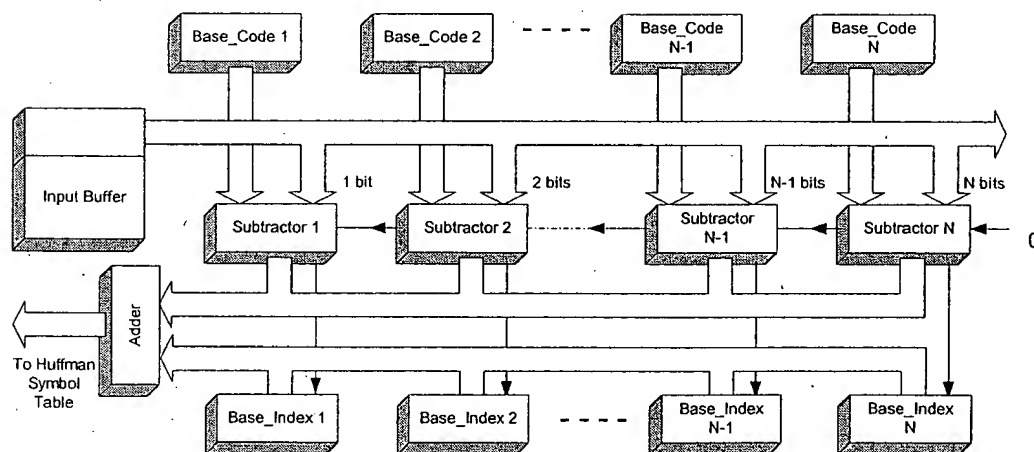 Base_Code 1
Base_Code 2
Base_Code
N-1
Base_Code
N
Input Buffer
1 bit
2 bits
N-1 bits
N bits
Subtractor 1
Subtractor 2
Subtractor
N-1
Subtractor N
0
Adder
To Huffman
Symbol
Table
Base_Index 1
Base_Index 2
Base_Index
N-1
Base_Index
N